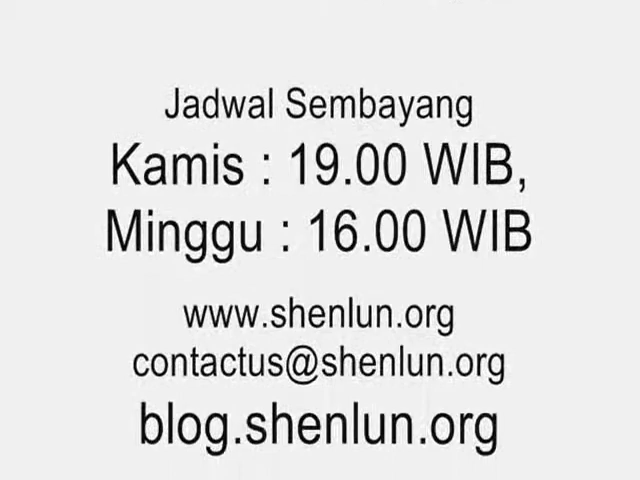 Jadwal Sembayang
Kamis : 19.00 WIB,
Minggu : 16.00 WIB
www.shenlun.org
contactus@shenlun.org
blog.shenlun.org